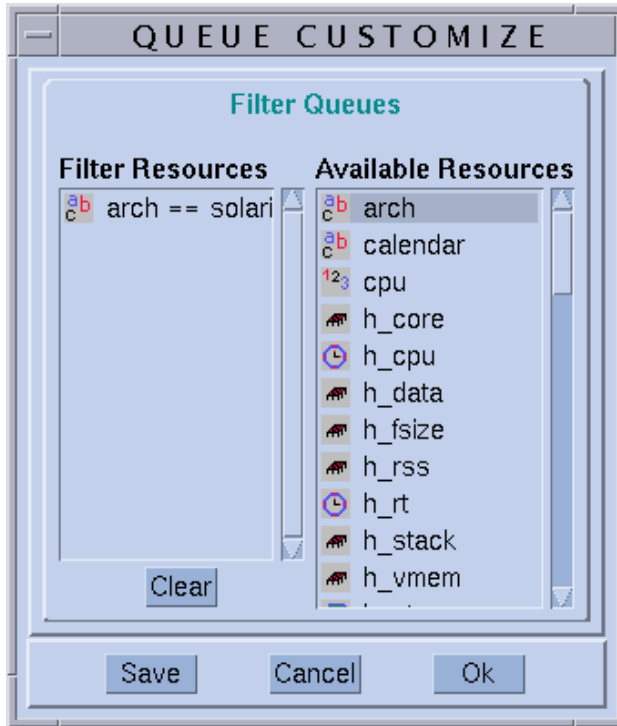 QUEUE CUSTOMIZE
Filter Queues
Filter Resources
arch == solari
Available Resources
arch
calendar
cpu
h_core
h_cpu
h_data
h_fsize
h_rss
h_rt
h_stack
h_vmem
Clear
Save
Cancel
Ok